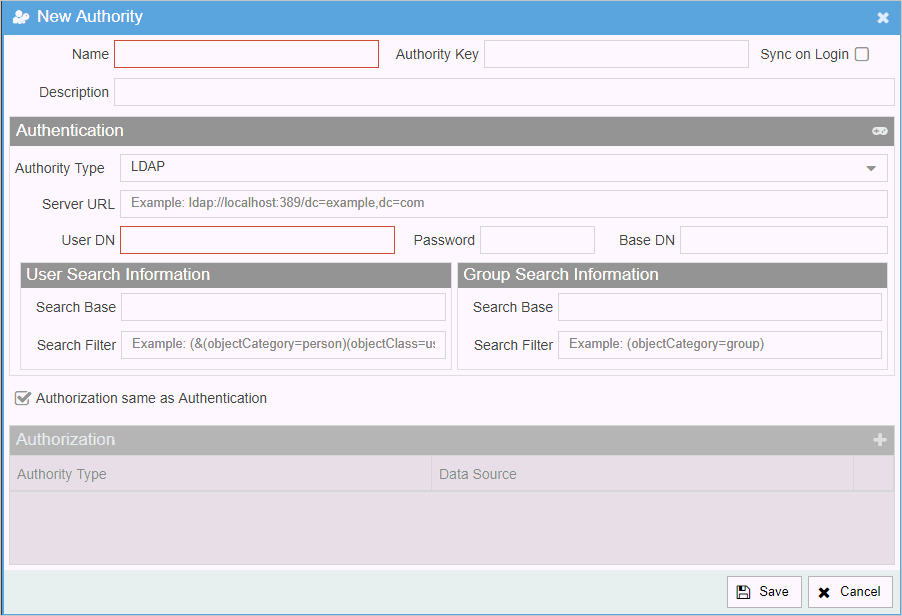 New Authority
Name Authority Key Sync on Login
Description
Authentication
Authority Type LDAP
Server URL Example: ldap://localhost:389/dc=example,dc=com
User DN Password Base DN
User Search Information Group Search Information
Search Base Search Base
Search Filter Example: (&(objectCategory=person)(objectClass=us Search Filter Example: (objectCategory=group)
Authorization same as Authentication
Authorization
Authority Type Data Source
Save Cancel